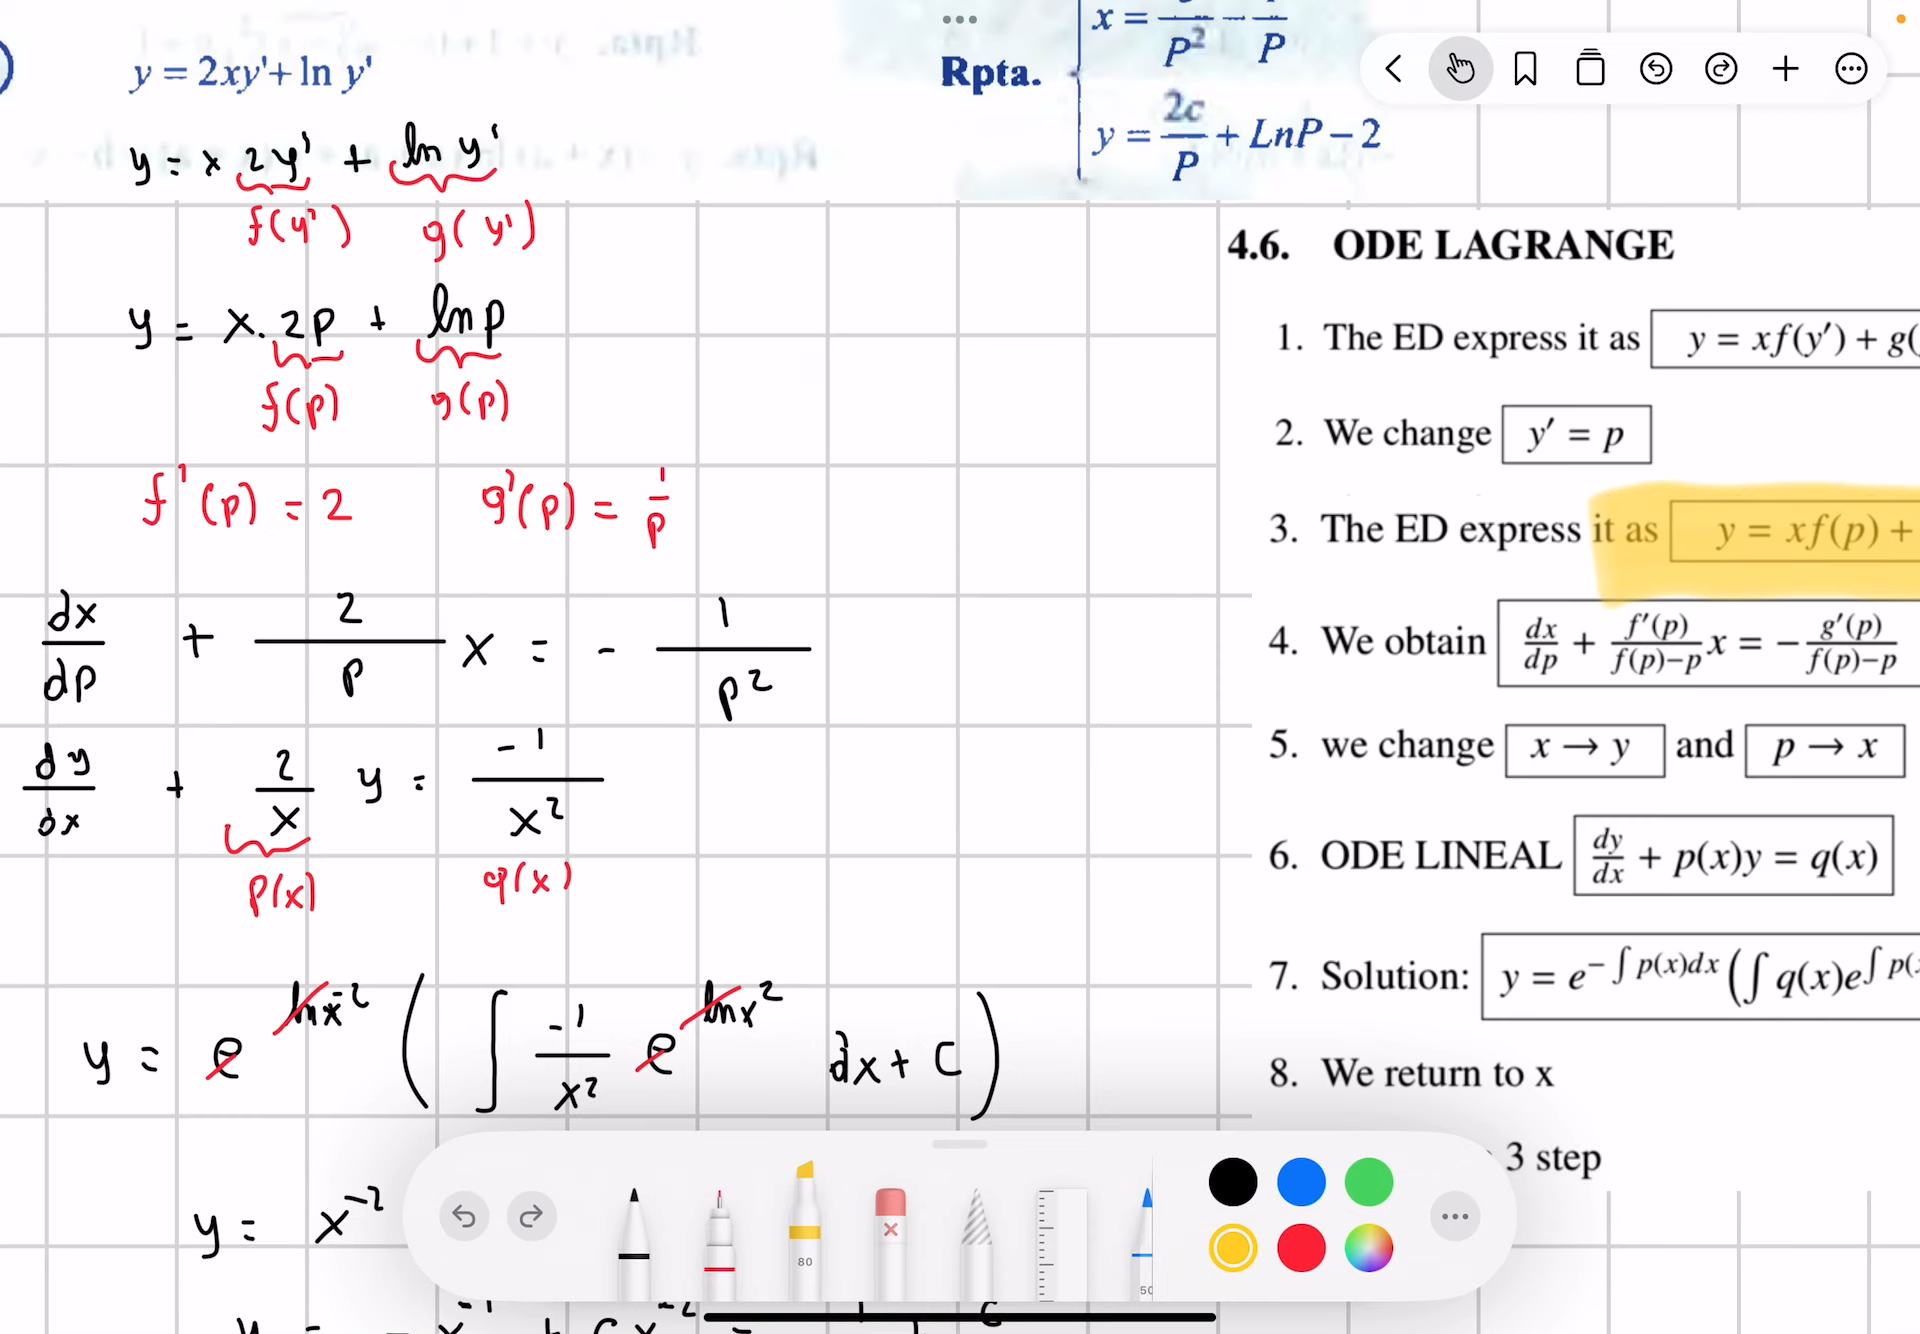 y = 2xy'+ ln y'
Rpta.
x = P² − P
y = 2c/P + LnP − 2
y = x 2y' + ln y'
f(y') g(y')
y = x. 2p + ln p
f(p) g(p)
f'(p) = 2 g'(p) = 1/p
dx/dp + 2/p x = - 1/p²
dy/dx + 2/x y = -1/x²
p(x) q(x)
y = e^{ln x^{-2}} ( ∫ -1/x² e^{ln x²} dx + C )
y = x^{-2}
4.6. ODE LAGRANGE
1. The ED express it as y = xf(y′) + g(
2. We change y′ = p
3. The ED express it as y = xf(p) +
4. We obtain dx/dp + f′(p)/(f(p)−p) x = − g′(p)/(f(p)−p)
5. we change x → y and p → x
6. ODE LINEAL dy/dx + p(x)y = q(x)
7. Solution: y = e^{− ∫ p(x)dx} (∫ q(x)e^{∫ p(
8. We return to x
3 step
80
50